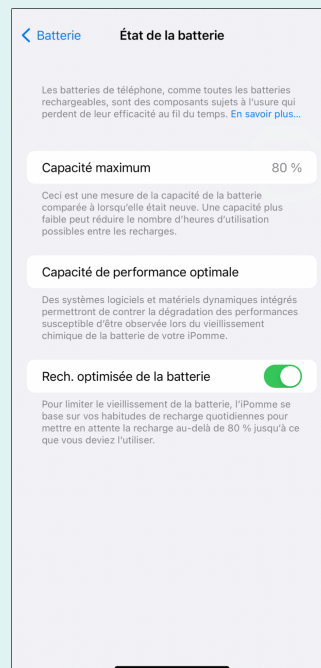 Batterie État de la batterie
Les batteries de téléphone, comme toutes les batteries
rechargeables, sont des composants sujets à l'usure qui
perdent de leur efficacité au fil du temps. En savoir plus...
Capacité maximum 80 %
Ceci est une mesure de la capacité de la batterie
comparée à lorsqu'elle était neuve. Une capacité plus
faible peut réduire le nombre d'heures d'utilisation
possibles entre les recharges.
Capacité de performance optimale
Des systèmes logiciels et matériels dynamiques intégrés
permettront de contrer la dégradation des performances
susceptible d'être observée lors du vieillissement
chimique de la batterie de votre iPomme.
Rech. optimisée de la batterie
Pour limiter le vieillissement de la batterie, l'iPomme se
base sur vos habitudes de recharge quotidiennes pour
mettre en attente la recharge au-delà de 80 % jusqu'à ce
que vous deviez l'utiliser.